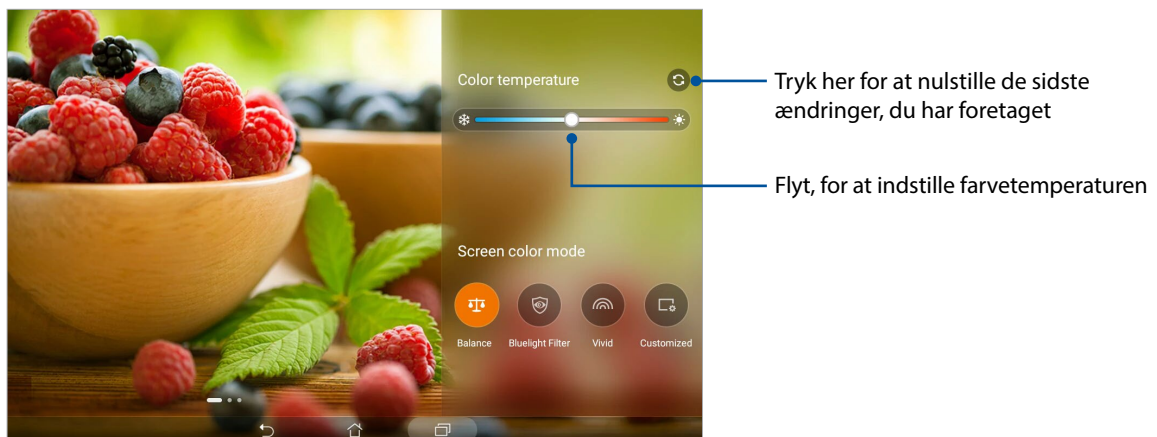 Color temperature
Tryk her for at nulstille de sidste
ændringer, du har foretaget
Flyt, for at indstille farvetemperaturen
Screen color mode
Balance
Bluelight Filter
Vivid
Customized